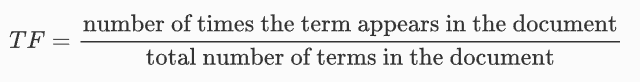 TF = number of times the term appears in the document
total number of terms in the document